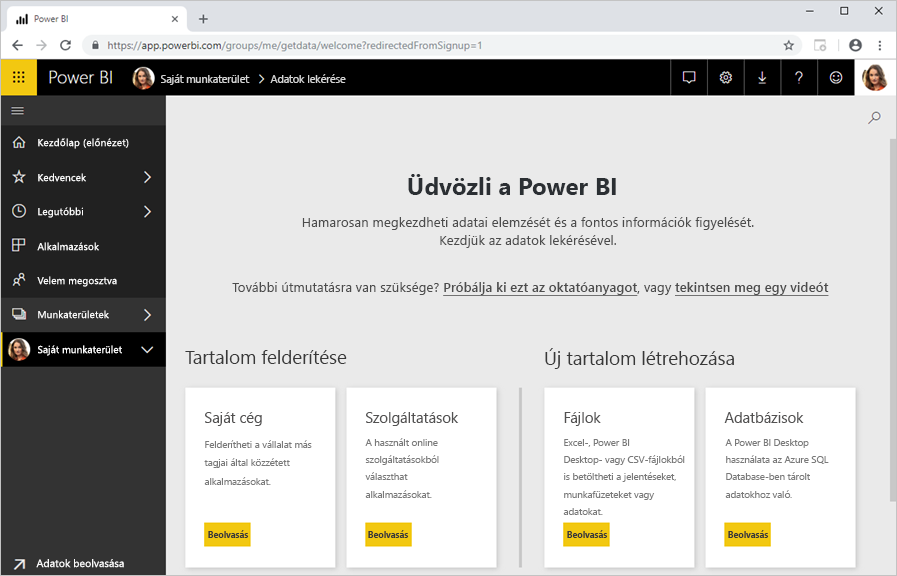 Power BI
https://app.powerbi.com/groups/me/getdata/welcome?redirectedFromSignup=1
Power BI Saját munkaterület Adatok lekérése
?
Kezdőlap (előnézet)
Kedvencek
Legutóbbi
Alkalmazások
Velem megosztva
Munkaterületek
Saját munkaterület
Adatok beolvasása
Üdvözli a Power BI
Hamarosan megkezdheti adatai elemzését és a fontos információk figyelését.
Kezdjük az adatok lekérésével.
További útmutatásra van szüksége? Próbálja ki ezt az oktatóanyagot, vagy tekintsen meg egy videót
Tartalom felderítése
Saját cég
Felderítheti a vállalat más
tagjai által közzétett
alkalmazásokat.
Beolvasás
Szolgáltatások
A használt online
szolgáltatásokból
választhat
alkalmazásokat.
Beolvasás
Új tartalom létrehozása
Fájlok
Excel-, Power BI
Desktop- vagy CSV-fájlokból
is betöltheti a jelentéseket,
munkafüzeteket vagy
adatokat.
Beolvasás
Adatbázisok
A Power BI Desktop
használata az Azure SQL
Database-ben tárolt
adatokhoz való.
Beolvasás